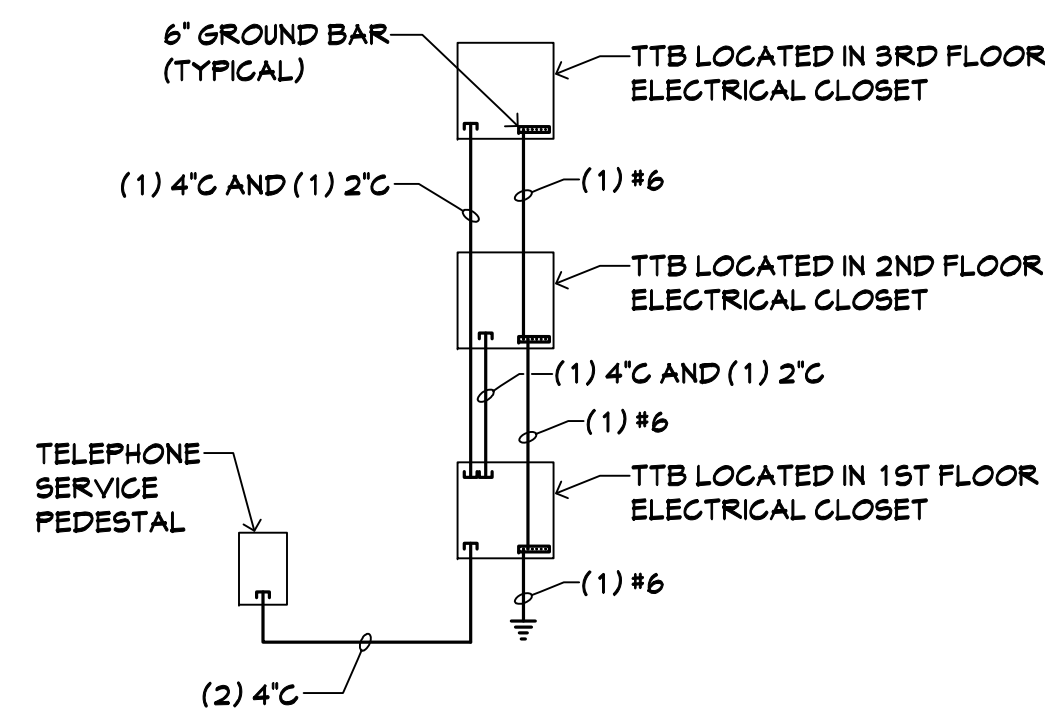 6" GROUND BAR
(TYPICAL)
TTB LOCATED IN 3RD FLOOR
ELECTRICAL CLOSET
(1) 4"C AND (1) 2"C
(1) #6
TTB LOCATED IN 2ND FLOOR
ELECTRICAL CLOSET
(1) 4"C AND (1) 2"C
(1) #6
TELEPHONE
SERVICE
PEDESTAL
TTB LOCATED IN 1ST FLOOR
ELECTRICAL CLOSET
(1) #6
(2) 4"C